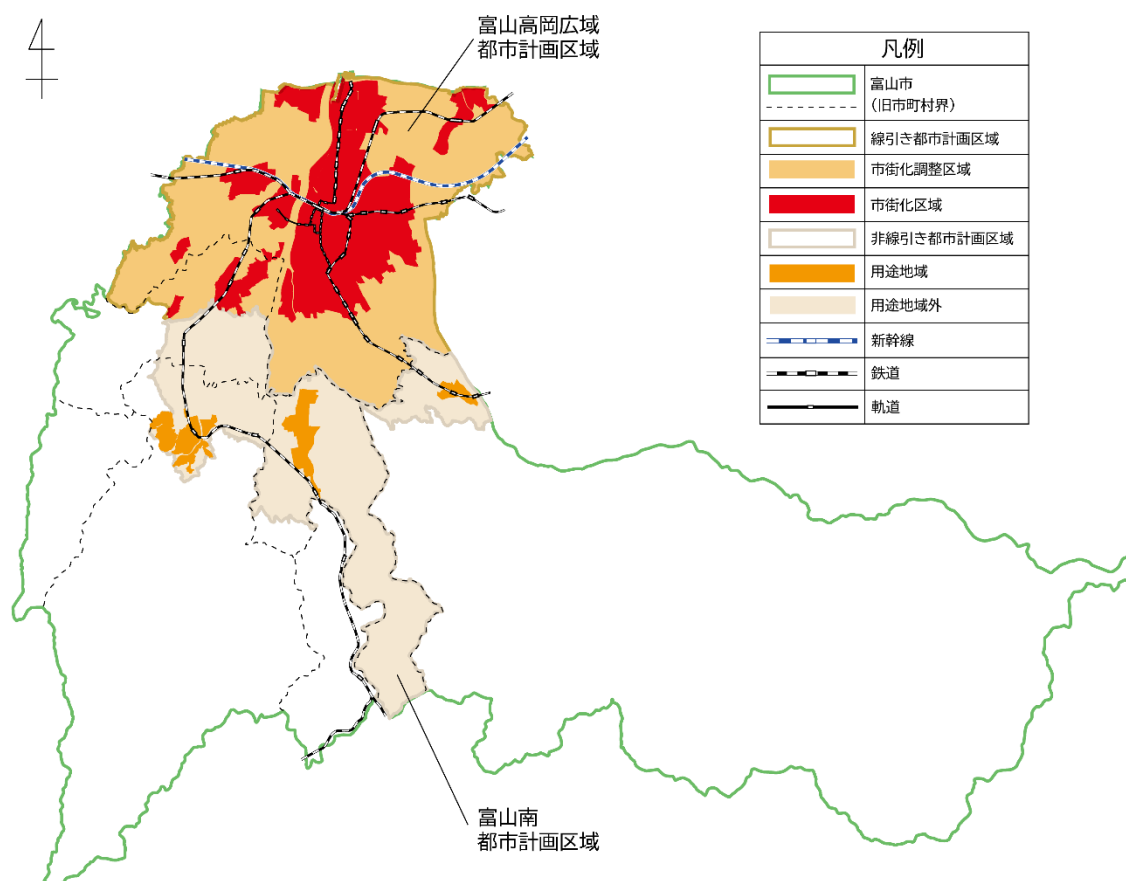 富山高岡広域
都市計画区域
凡例
富山市
（旧市町村界）
線引き都市計画区域
市街化調整区域
市街化区域
非線引き都市計画区域
用途地域
用途地域外
新幹線
鉄道
軌道
富山南
都市計画区域